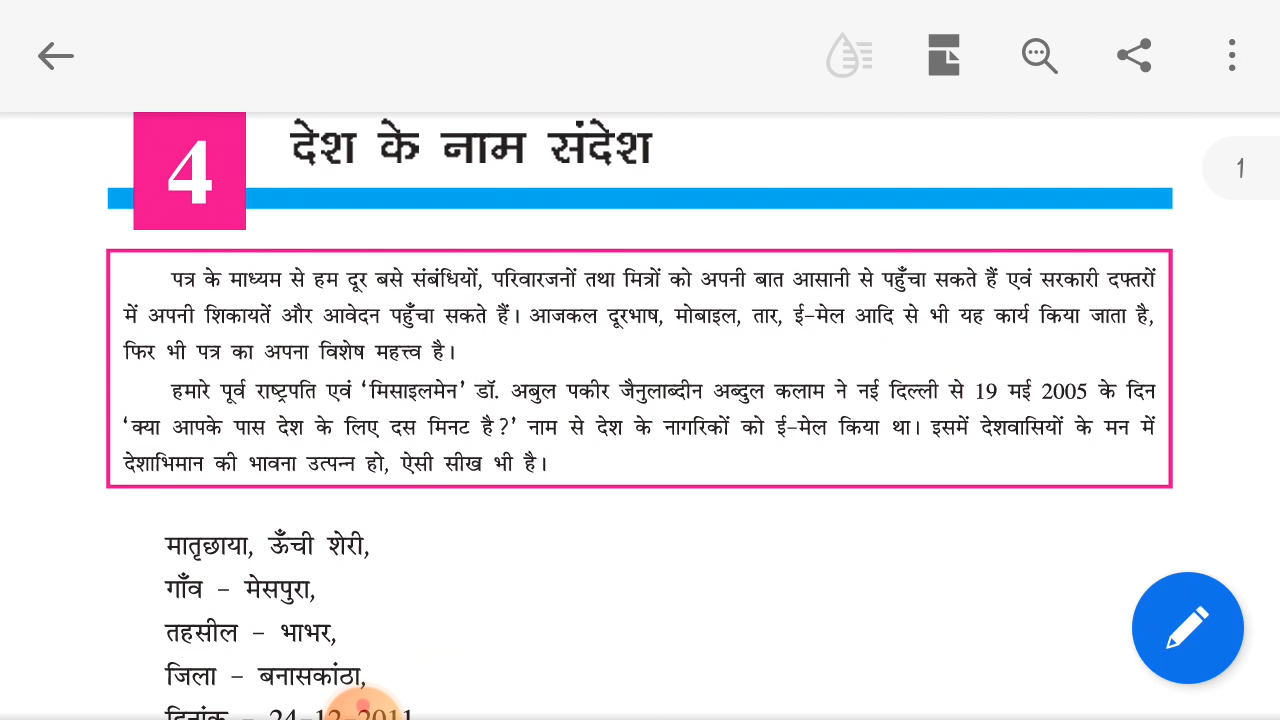 4
देश के नाम संदेश
1
पत्र के माध्यम से हम दूर बसे संबंधियों, परिवारजनों तथा मित्रों को अपनी बात आसानी से पहुँचा सकते हैं एवं सरकारी दफ्तरों
में अपनी शिकायतें और आवेदन पहुँचा सकते हैं। आजकल दूरभाष, मोबाइल, तार, ई-मेल आदि से भी यह कार्य किया जाता है,
फिर भी पत्र का अपना विशेष महत्त्व है।
हमारे पूर्व राष्ट्रपति एवं ‘मिसाइलमेन’ डॉ. अबुल पकीर जैनुलाब्दीन अब्दुल कलाम ने नई दिल्ली से 19 मई 2005 के दिन
‘क्या आपके पास देश के लिए दस मिनट है?’ नाम से देश के नागरिकों को ई-मेल किया था। इसमें देशवासियों के मन में
देशाभिमान की भावना उत्पन्न हो, ऐसी सीख भी है।
मातृछाया, ऊँची शेरी,
गाँव - मेसपुरा,
तहसील - भाभर,
जिला - बनासकांठा,
दिनांक - 24-12-2011